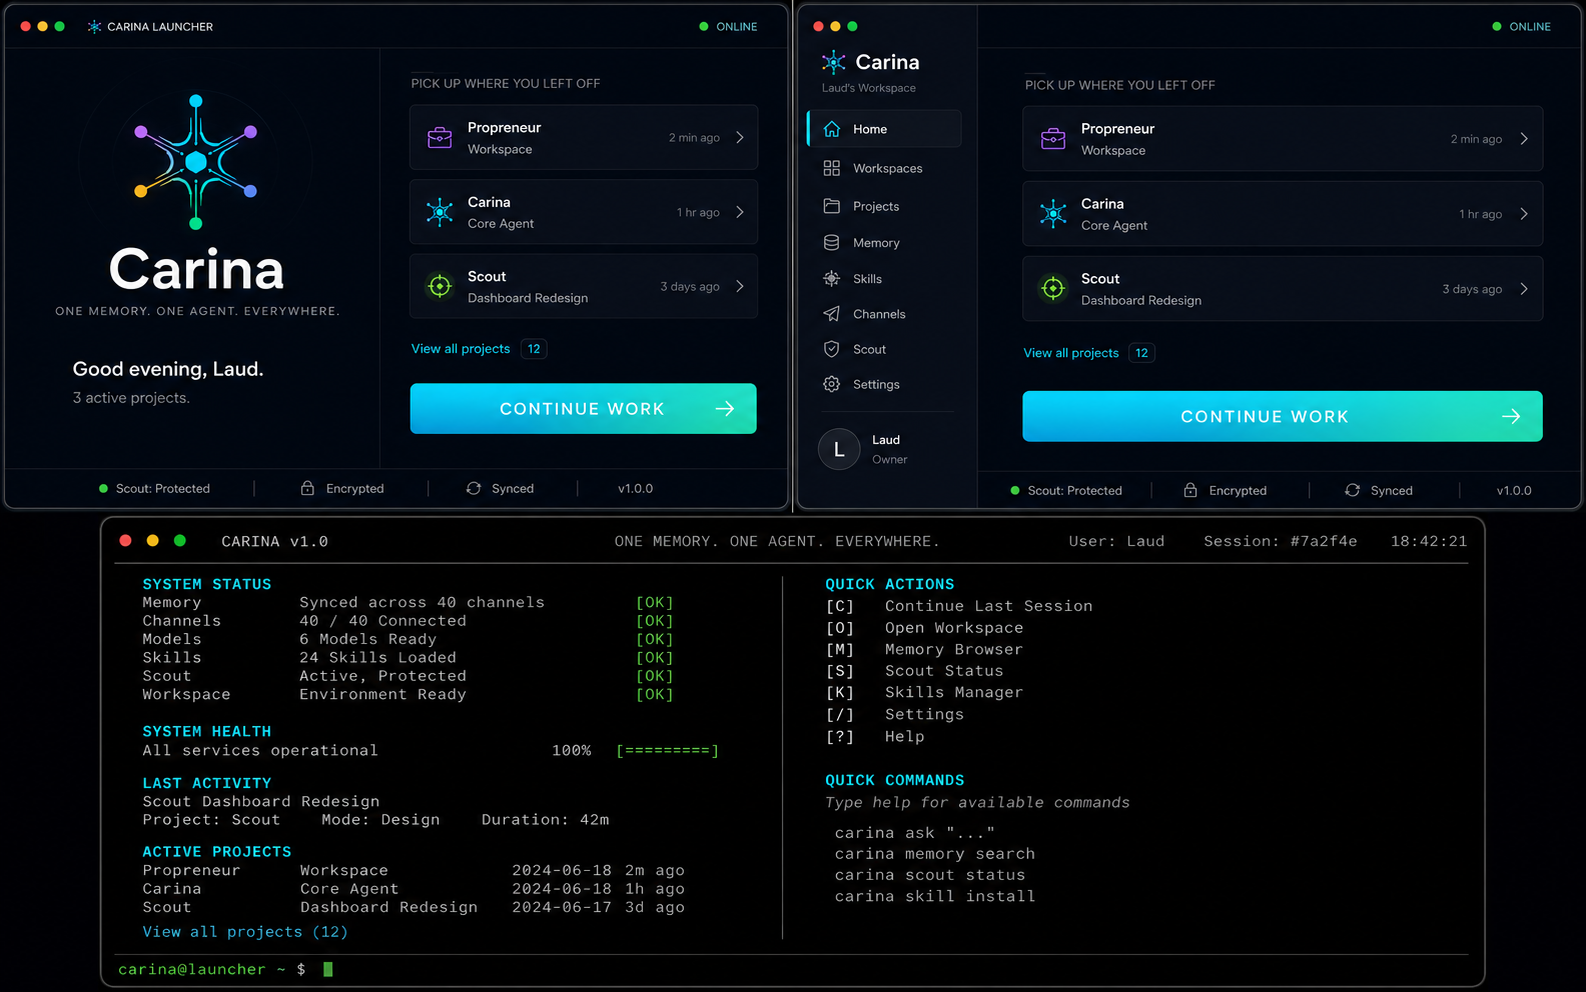 CARINA LAUNCHER
ONLINE
Carina
ONE MEMORY. ONE AGENT. EVERYWHERE.
Good evening, Laud.
3 active projects.
PICK UP WHERE YOU LEFT OFF
Propreneur
Workspace
2 min ago
Carina
Core Agent
1 hr ago
Scout
Dashboard Redesign
3 days ago
View all projects 12
CONTINUE WORK
Scout: Protected Encrypted Synced v1.0.0
ONLINE
Carina
Laud's Workspace
Home
Workspaces
Projects
Memory
Skills
Channels
Scout
Settings
L
Laud
Owner
PICK UP WHERE YOU LEFT OFF
Propreneur
Workspace
2 min ago
Carina
Core Agent
1 hr ago
Scout
Dashboard Redesign
3 days ago
View all projects 12
CONTINUE WORK
Scout: Protected Encrypted Synced v1.0.0
CARINA v1.0 ONE MEMORY. ONE AGENT. EVERYWHERE. User: Laud Session: #7a2f4e 18:42:21
SYSTEM STATUS
Memory Synced across 40 channels [OK]
Channels 40 / 40 Connected [OK]
Models 6 Models Ready [OK]
Skills 24 Skills Loaded [OK]
Scout Active, Protected [OK]
Workspace Environment Ready [OK]
SYSTEM HEALTH
All services operational 100% [=========]
LAST ACTIVITY
Scout Dashboard Redesign
Project: Scout Mode: Design Duration: 42m
ACTIVE PROJECTS
Propreneur Workspace 2024-06-18 2m ago
Carina Core Agent 2024-06-18 1h ago
Scout Dashboard Redesign 2024-06-17 3d ago
View all projects (12)
QUICK ACTIONS
[C] Continue Last Session
[O] Open Workspace
[M] Memory Browser
[S] Scout Status
[K] Skills Manager
[/] Settings
[?] Help
QUICK COMMANDS
Type help for available commands
carina ask "..."
carina memory search
carina scout status
carina skill install
carina@launcher ~ $